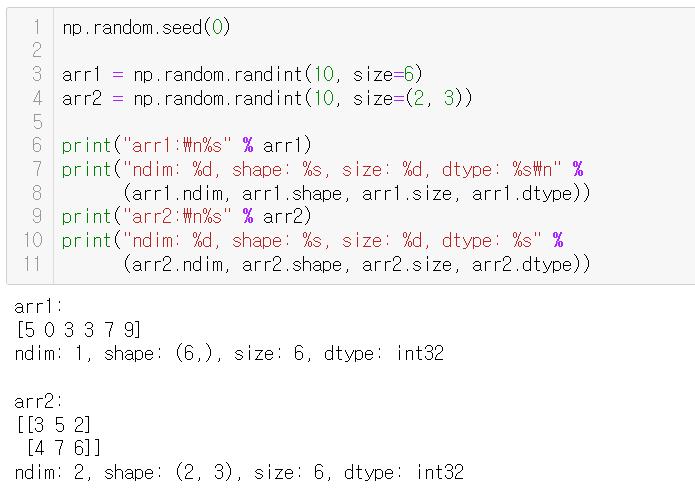 1 np.random.seed(0)
2
3 arr1 = np.random.randint(10, size=6)
4 arr2 = np.random.randint(10, size=(2, 3))
5
6 print("arr1:₩n%s" % arr1)
7 print("ndim: %d, shape: %s, size: %d, dtype: %s₩n" %
8       (arr1.ndim, arr1.shape, arr1.size, arr1.dtype))
9 print("arr2:₩n%s" % arr2)
10 print("ndim: %d, shape: %s, size: %d, dtype: %s" %
11       (arr2.ndim, arr2.shape, arr2.size, arr2.dtype))
arr1:
[5 0 3 3 7 9]
ndim: 1, shape: (6,), size: 6, dtype: int32
arr2:
[[3 5 2]
 [4 7 6]]
ndim: 2, shape: (2, 3), size: 6, dtype: int32